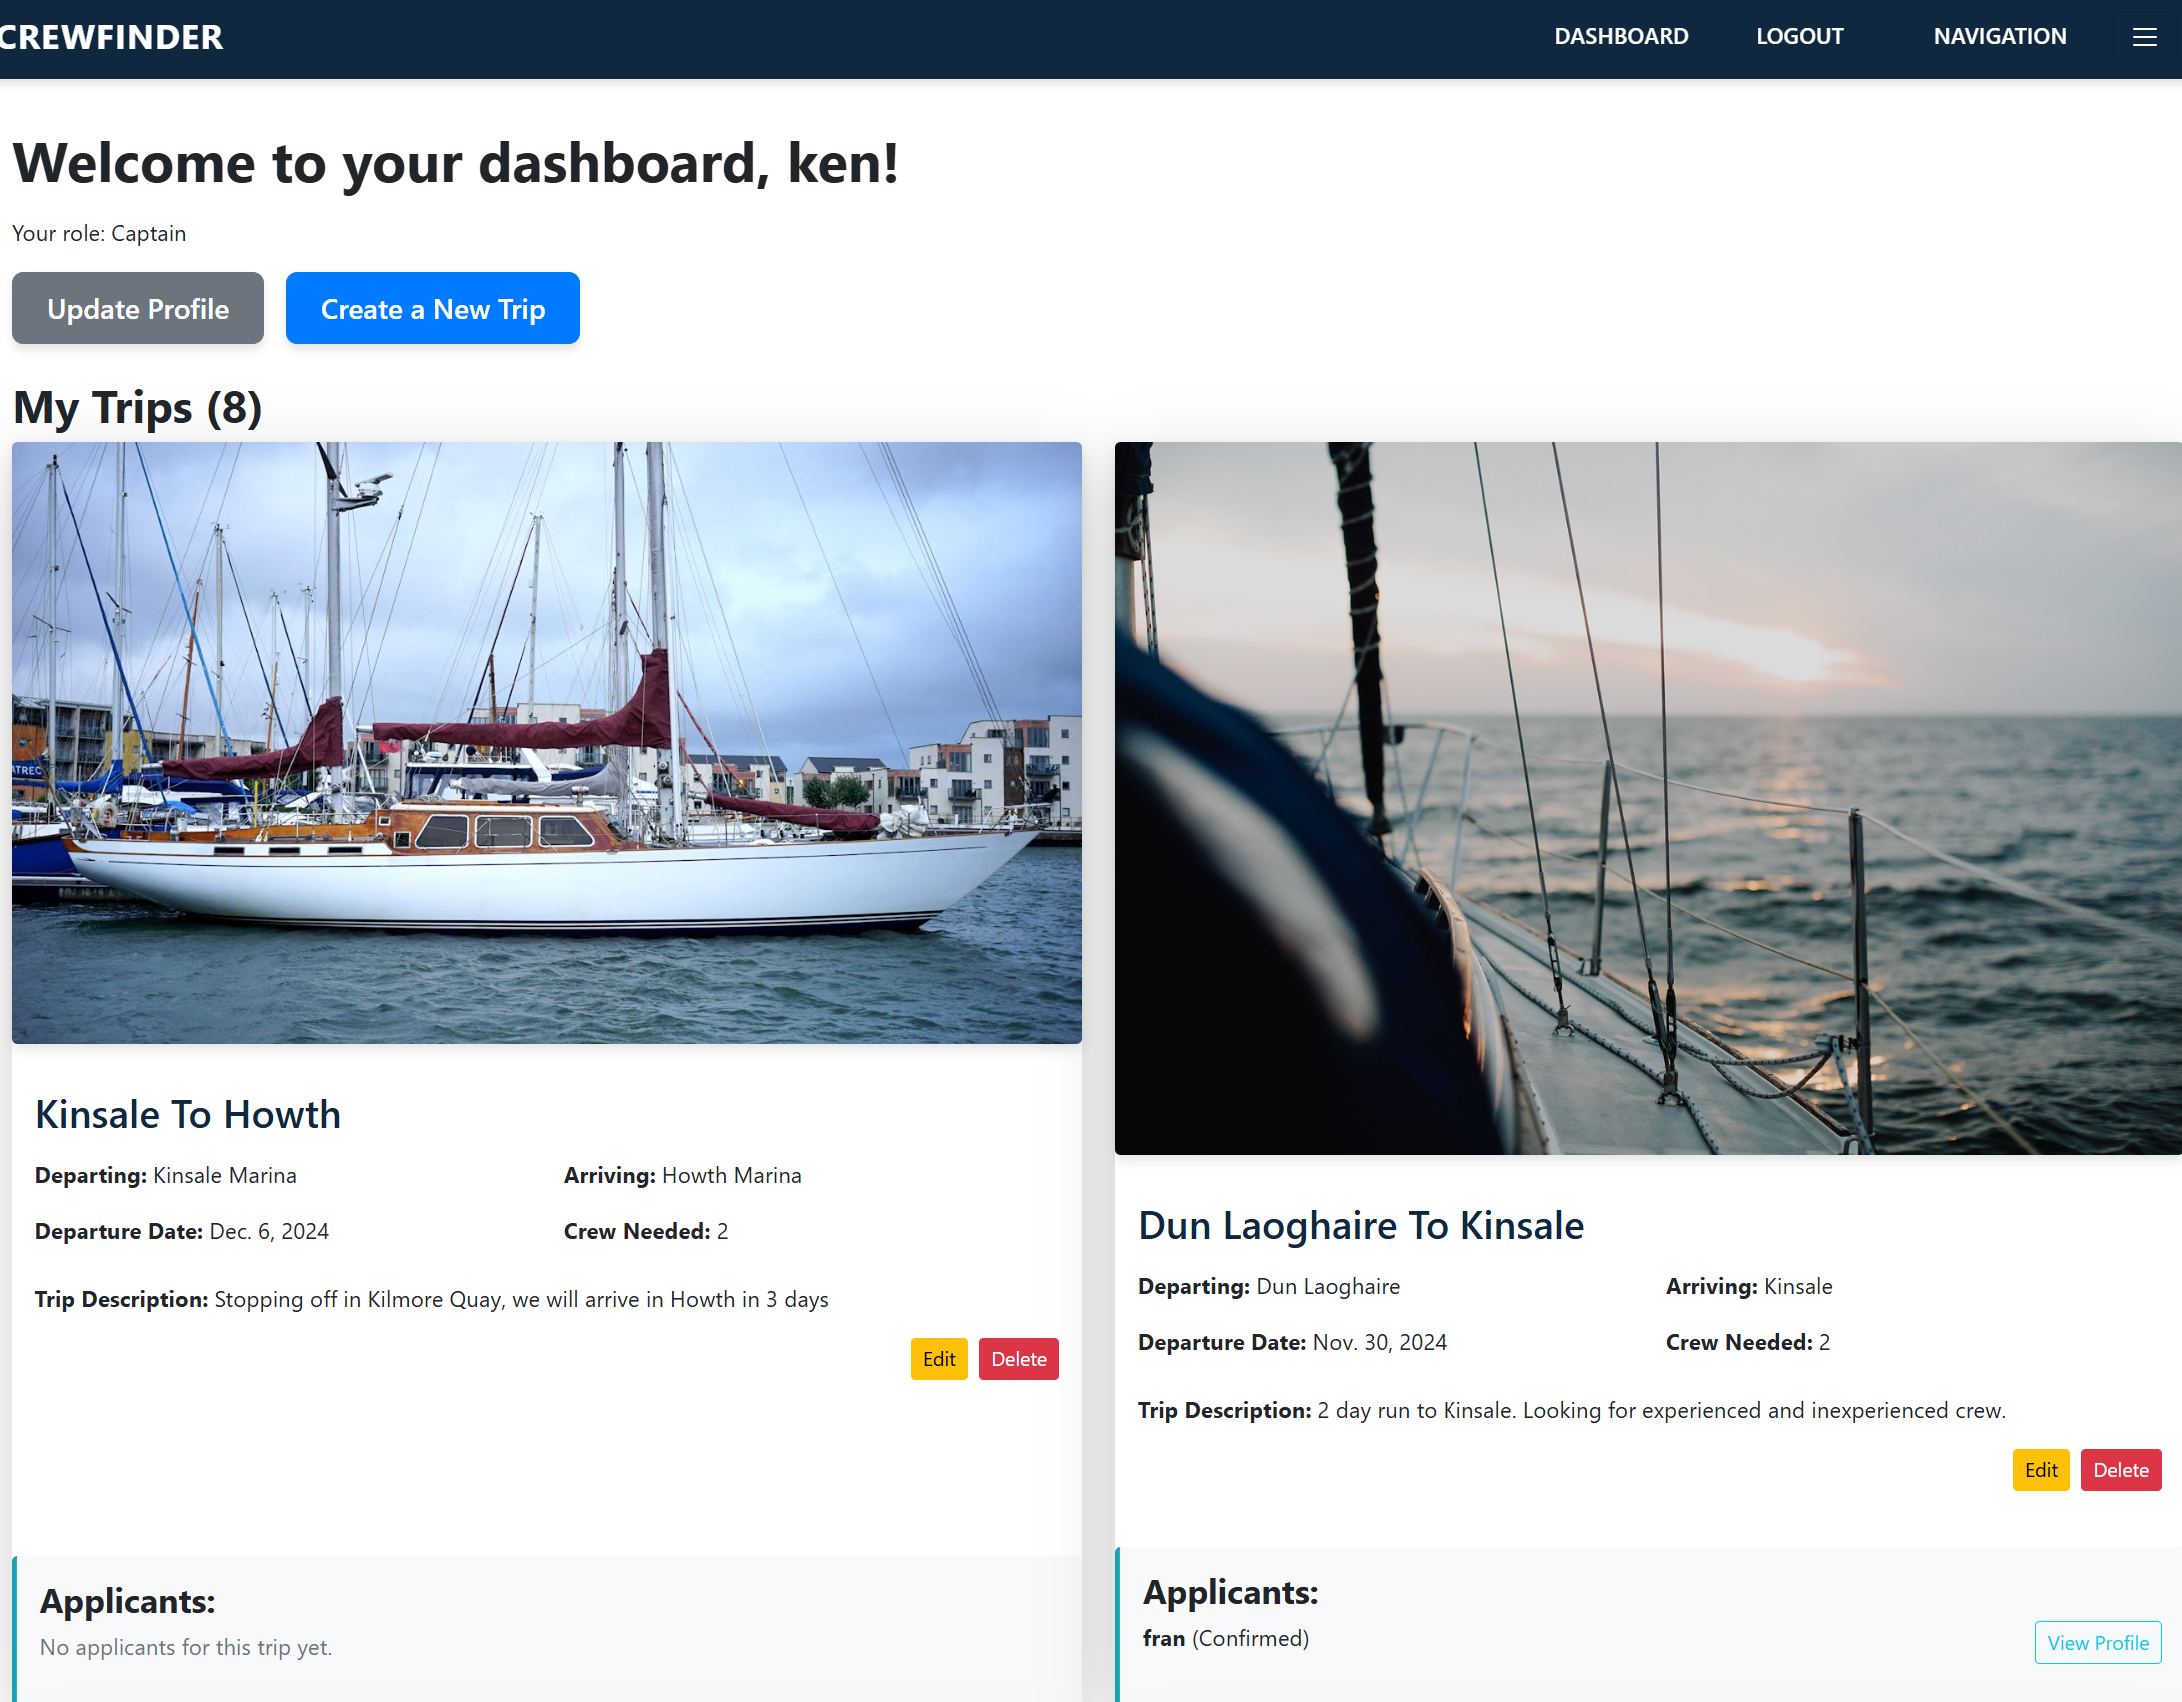 CREWFINDER
DASHBOARD LOGOUT NAVIGATION
Welcome to your dashboard, ken!
Your role: Captain
Update Profile Create a New Trip
My Trips (8)
ATREC
Kinsale To Howth
Departing: Kinsale Marina Arriving: Howth Marina
Departure Date: Dec. 6, 2024 Crew Needed: 2
Trip Description: Stopping off in Kilmore Quay, we will arrive in Howth in 3 days
Edit Delete
Applicants:
No applicants for this trip yet.
Dun Laoghaire To Kinsale
Departing: Dun Laoghaire Arriving: Kinsale
Departure Date: Nov. 30, 2024 Crew Needed: 2
Trip Description: 2 day run to Kinsale. Looking for experienced and inexperienced crew.
Edit Delete
Applicants:
fran (Confirmed)
View Profile